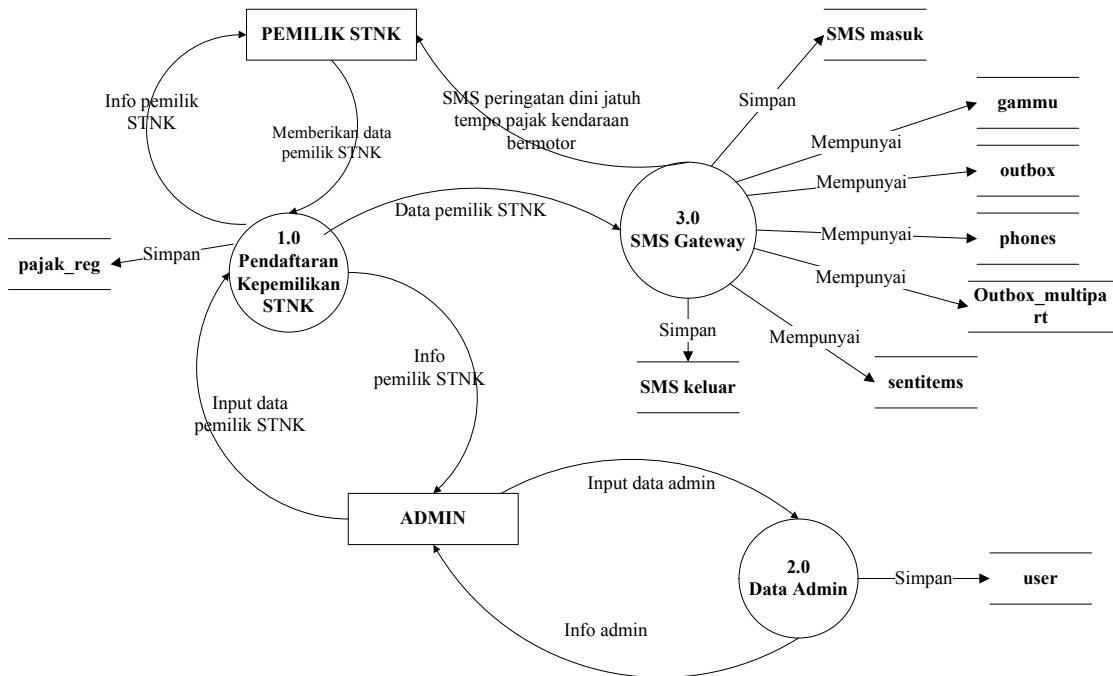 PEMILIK STNK
SMS masuk
Info pemilik
STNK
SMS peringatan dini jatuh
tempo pajak kendaraan
bermotor
Simpan
gammu
Memberikan data
pemilik STNK
Mempunyai
outbox
Mempunyai
Data pemilik STNK
3.0
SMS Gateway
Mempunyai
phones
1.0
Pendaftaran
Kepemilikan
STNK
Simpan
pajak_reg
Mempunyai
Outbox_multipa
rt
Simpan
Mempunyai
SMS keluar
sentitems
Info
pemilik STNK
Input data
pemilik STNK
Input data admin
ADMIN
2.0
Data Admin
Simpan
user
Info admin